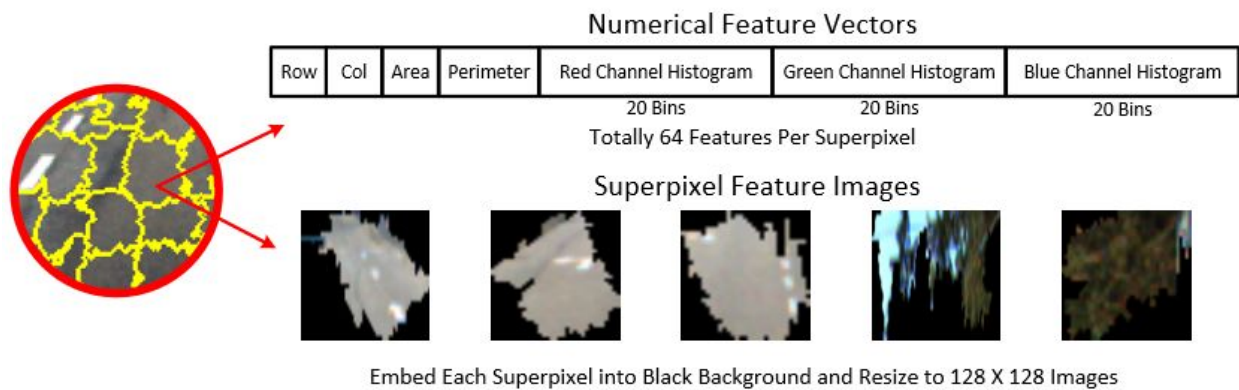 Numerical Feature Vectors
Row Col Area Perimeter Red Channel Histogram Green Channel Histogram Blue Channel Histogram
20 Bins 20 Bins 20 Bins
Totally 64 Features Per Superpixel
Superpixel Feature Images
Embed Each Superpixel into Black Background and Resize to 128 X 128 Images